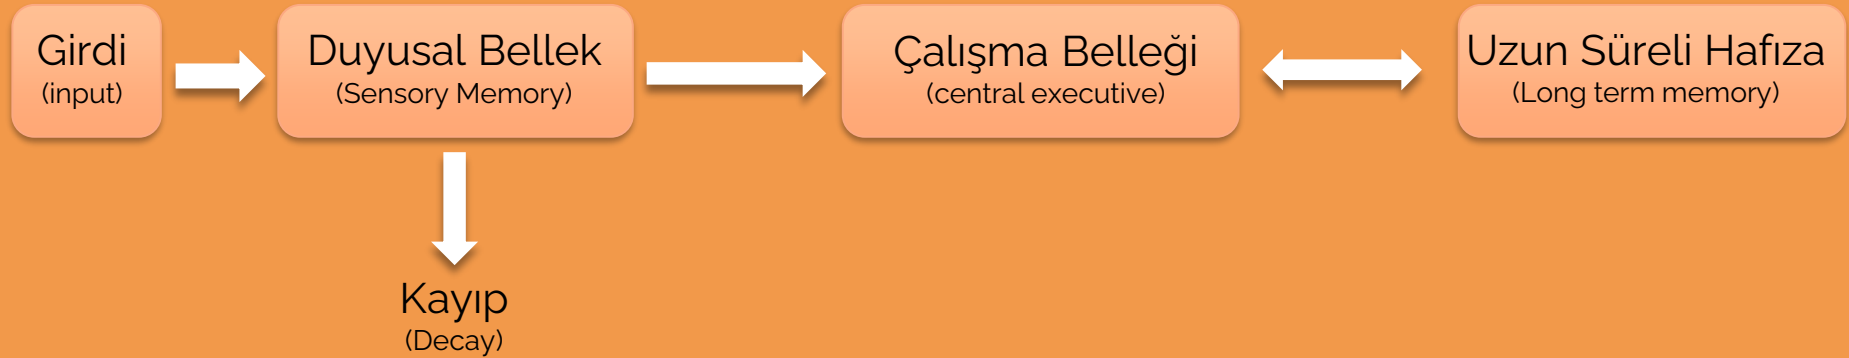 Girdi
(input)
Duyusal Bellek
(Sensory Memory)
Çalışma Belleği
(central executive)
Uzun Süreli Hafıza
(Long term memory)
Kayıp
(Decay)